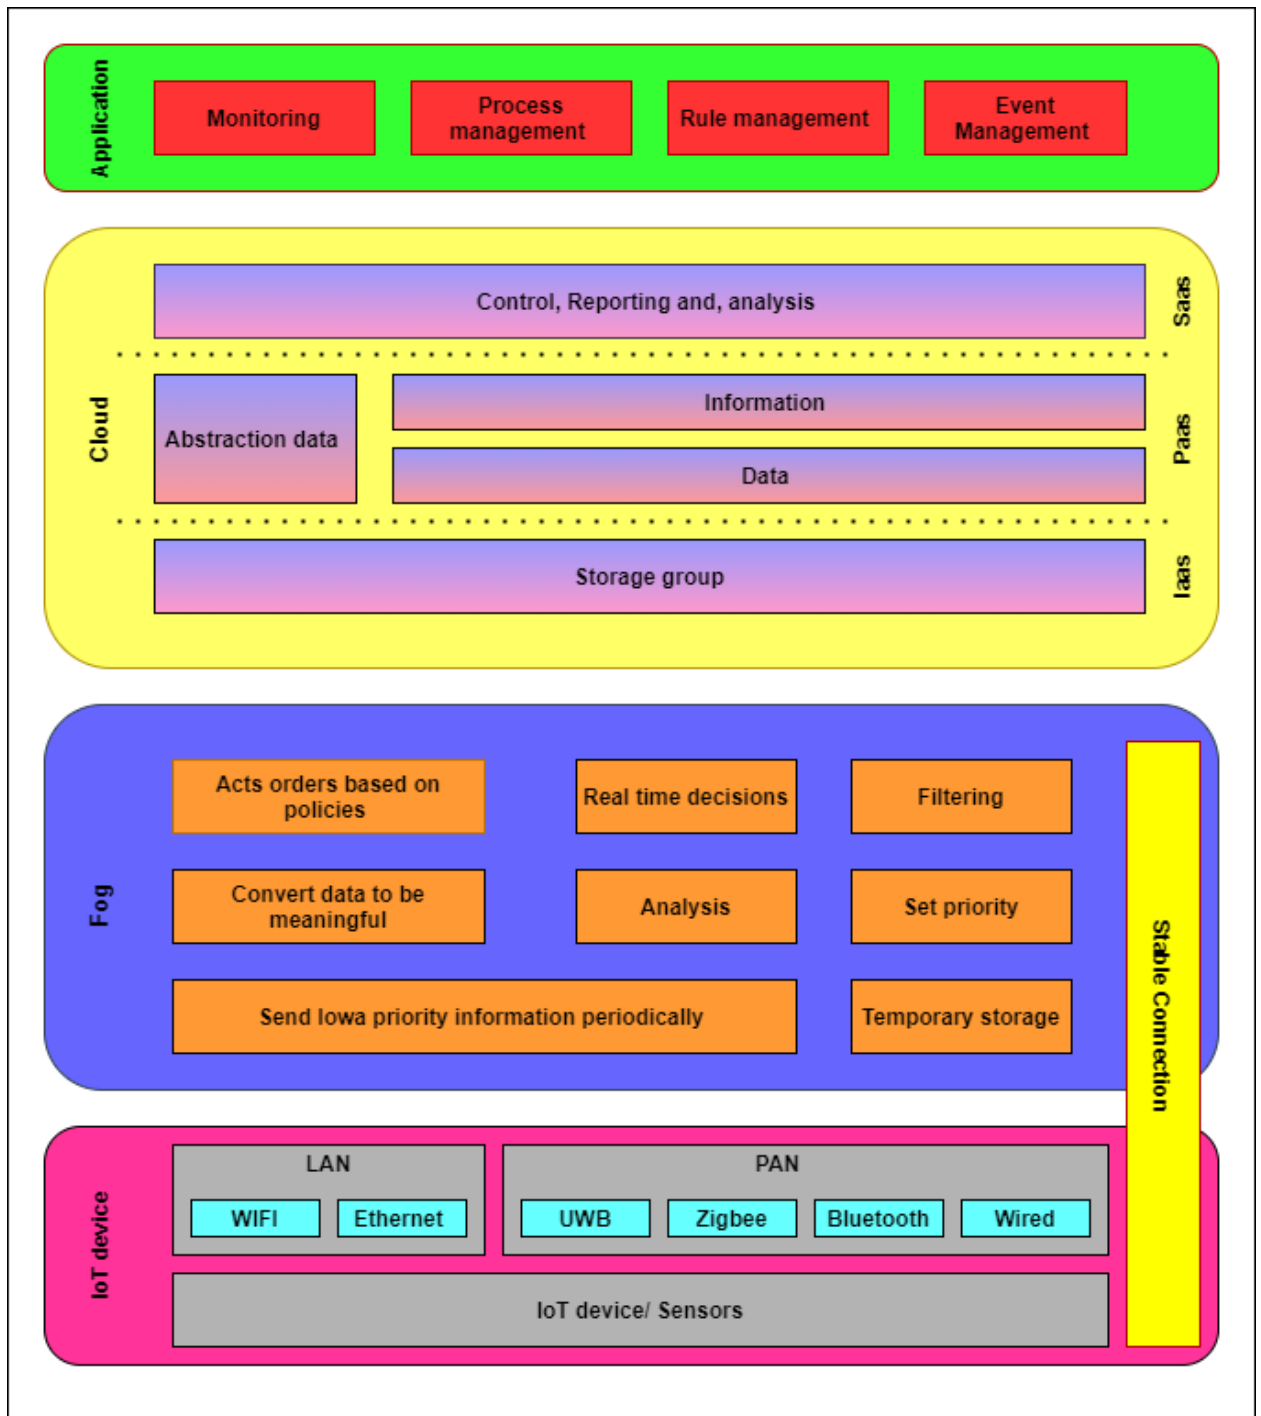 Application
Monitoring
Process
management
Rule management
Event
Management
Cloud
Control, Reporting and, analysis
Saas
Abstraction data
Information
Data
Paas
Storage group
Iaas
Fog
Acts orders based on
policies
Real time decisions
Filtering
Convert data to be
meaningful
Analysis
Set priority
Send Iowa priority information periodically
Temporary storage
Stable Connection
IoT device
LAN
WIFI
Ethernet
PAN
UWB
Zigbee
Bluetooth
Wired
IoT device/ Sensors